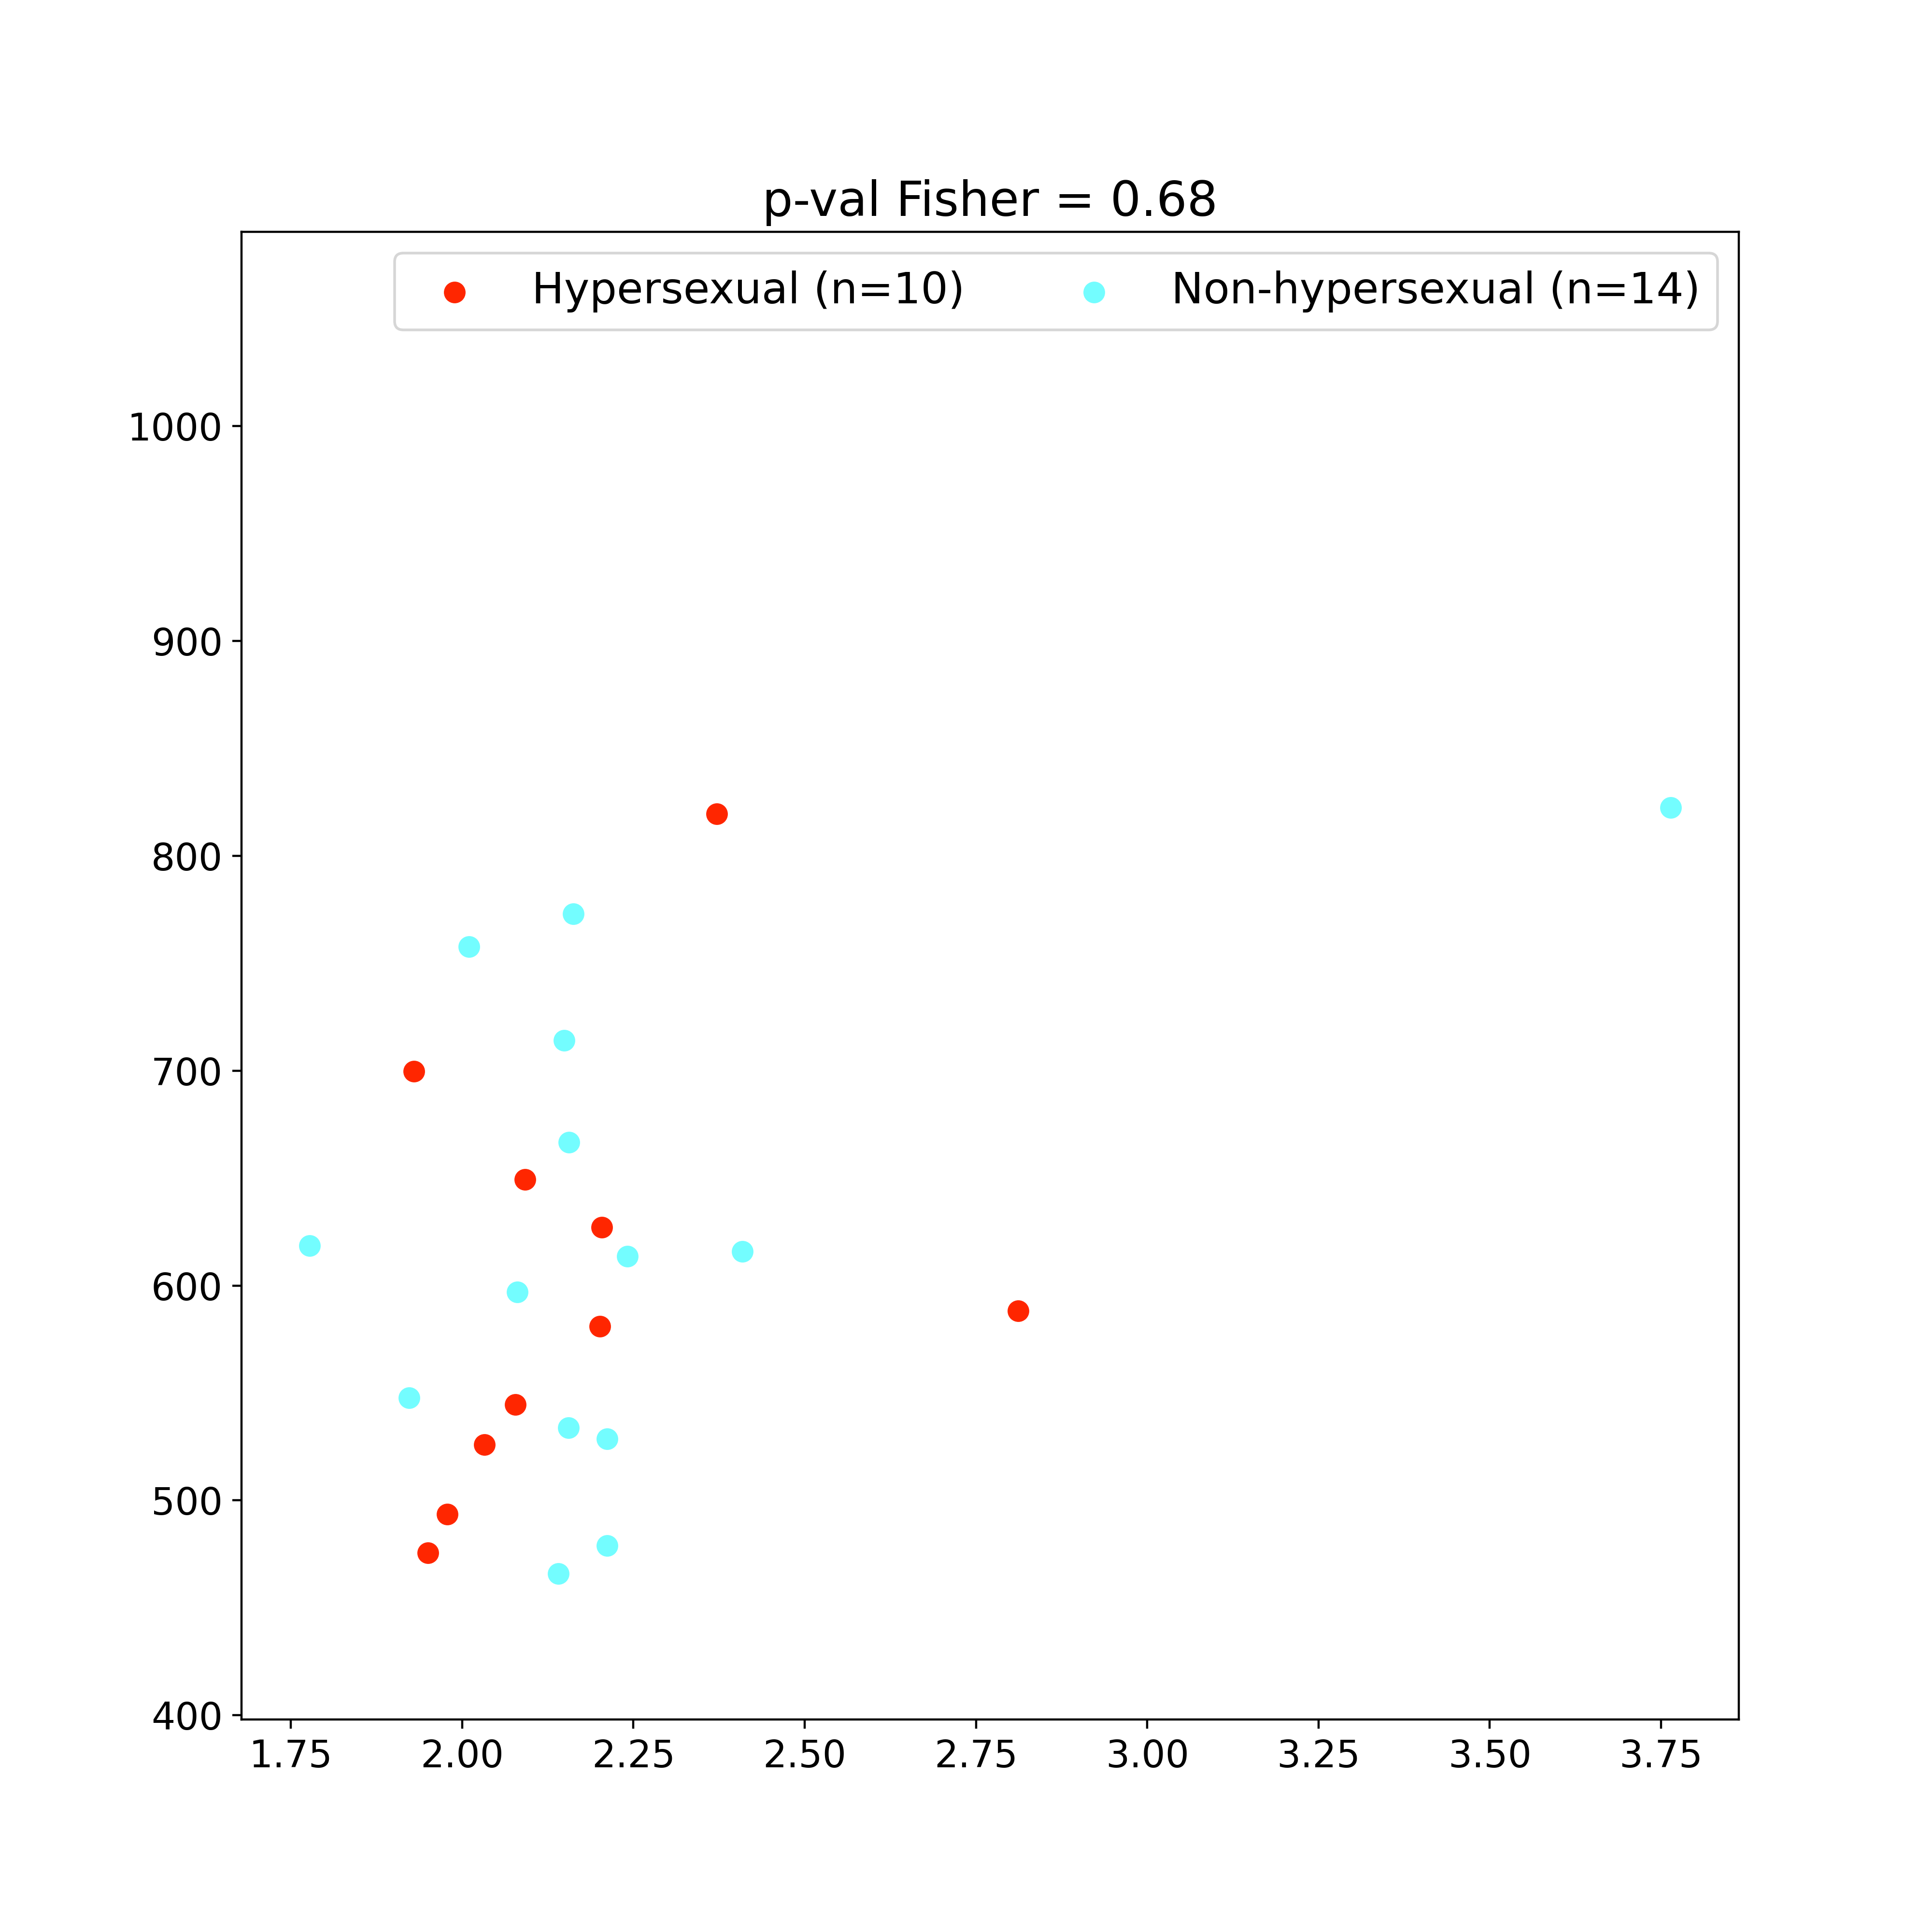 p-val Fisher = 0.68
Hypersexual (n=10) Non-hypersexual (n=14)
1000
900
800
700
600
500
400
1.75 2.00 2.25 2.50 2.75 3.00 3.25 3.50 3.75